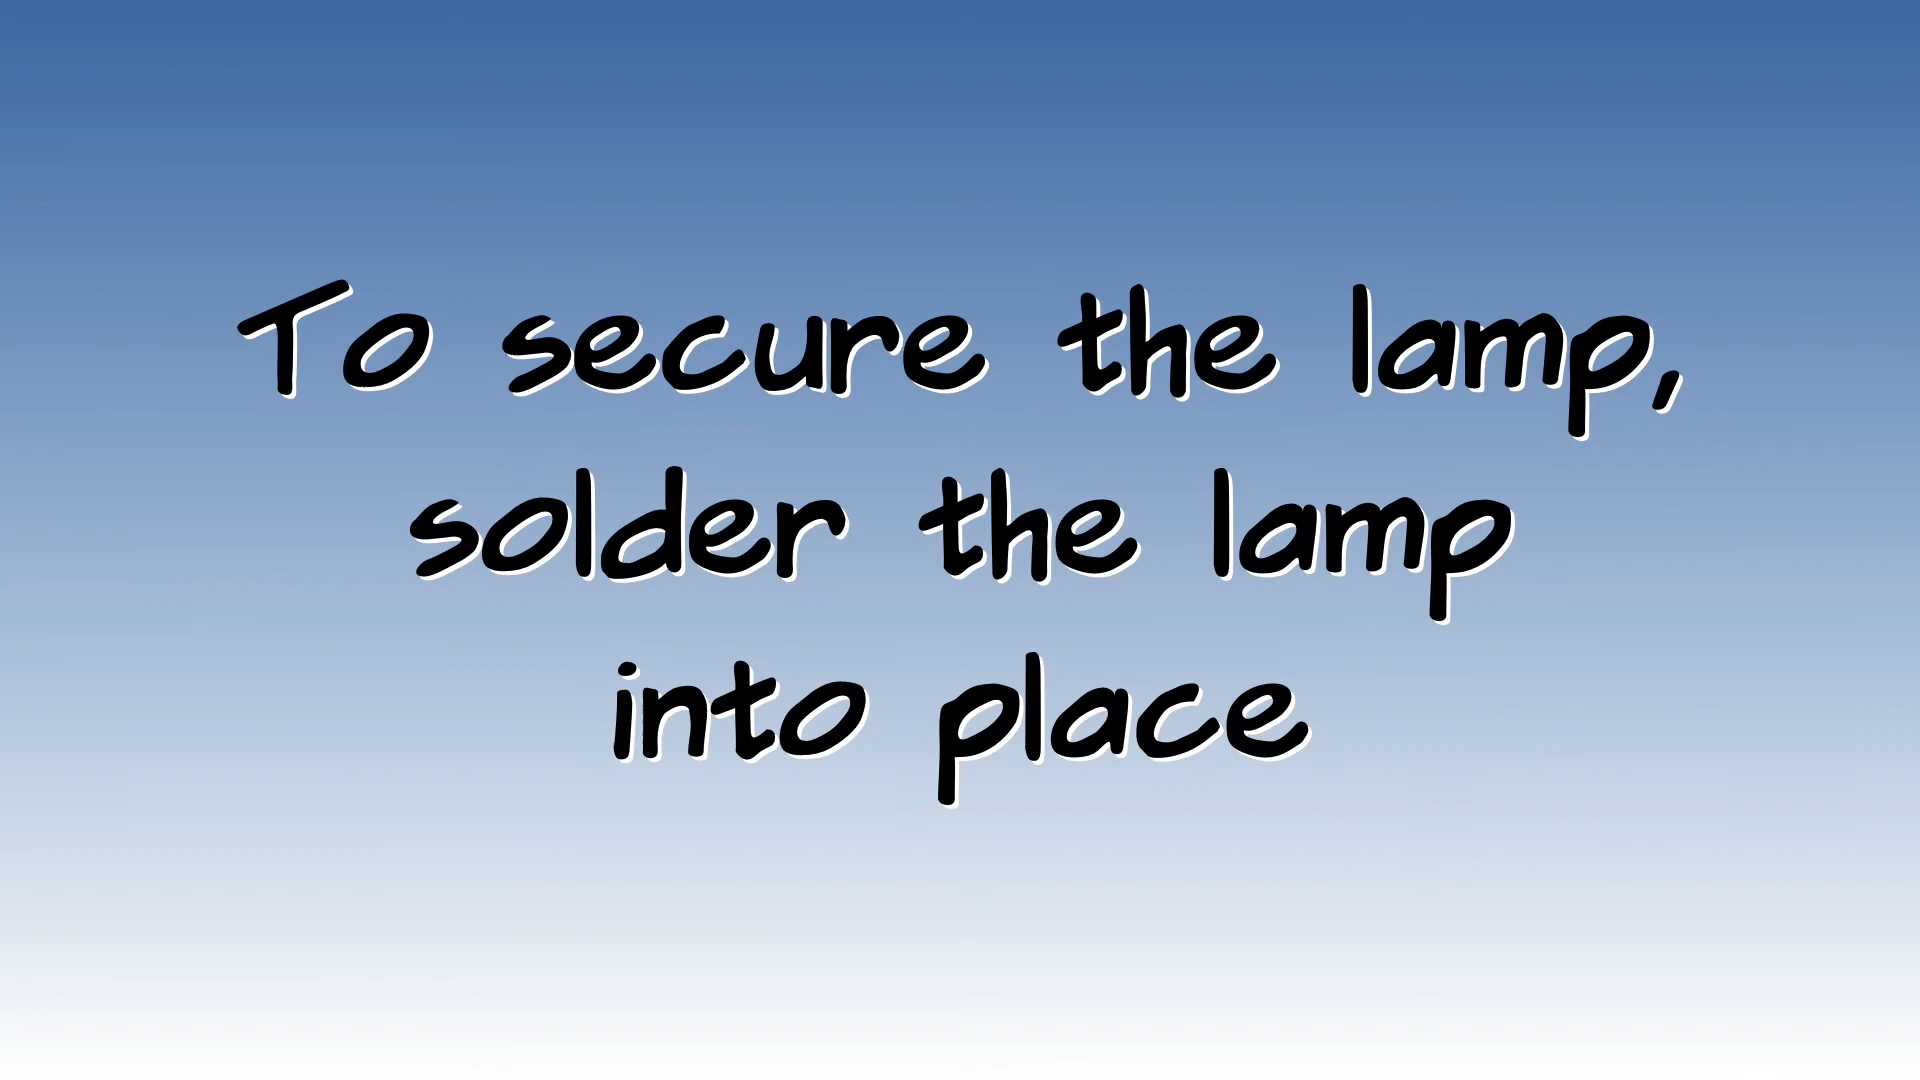 To secure the lamp,
solder the lamp
into place